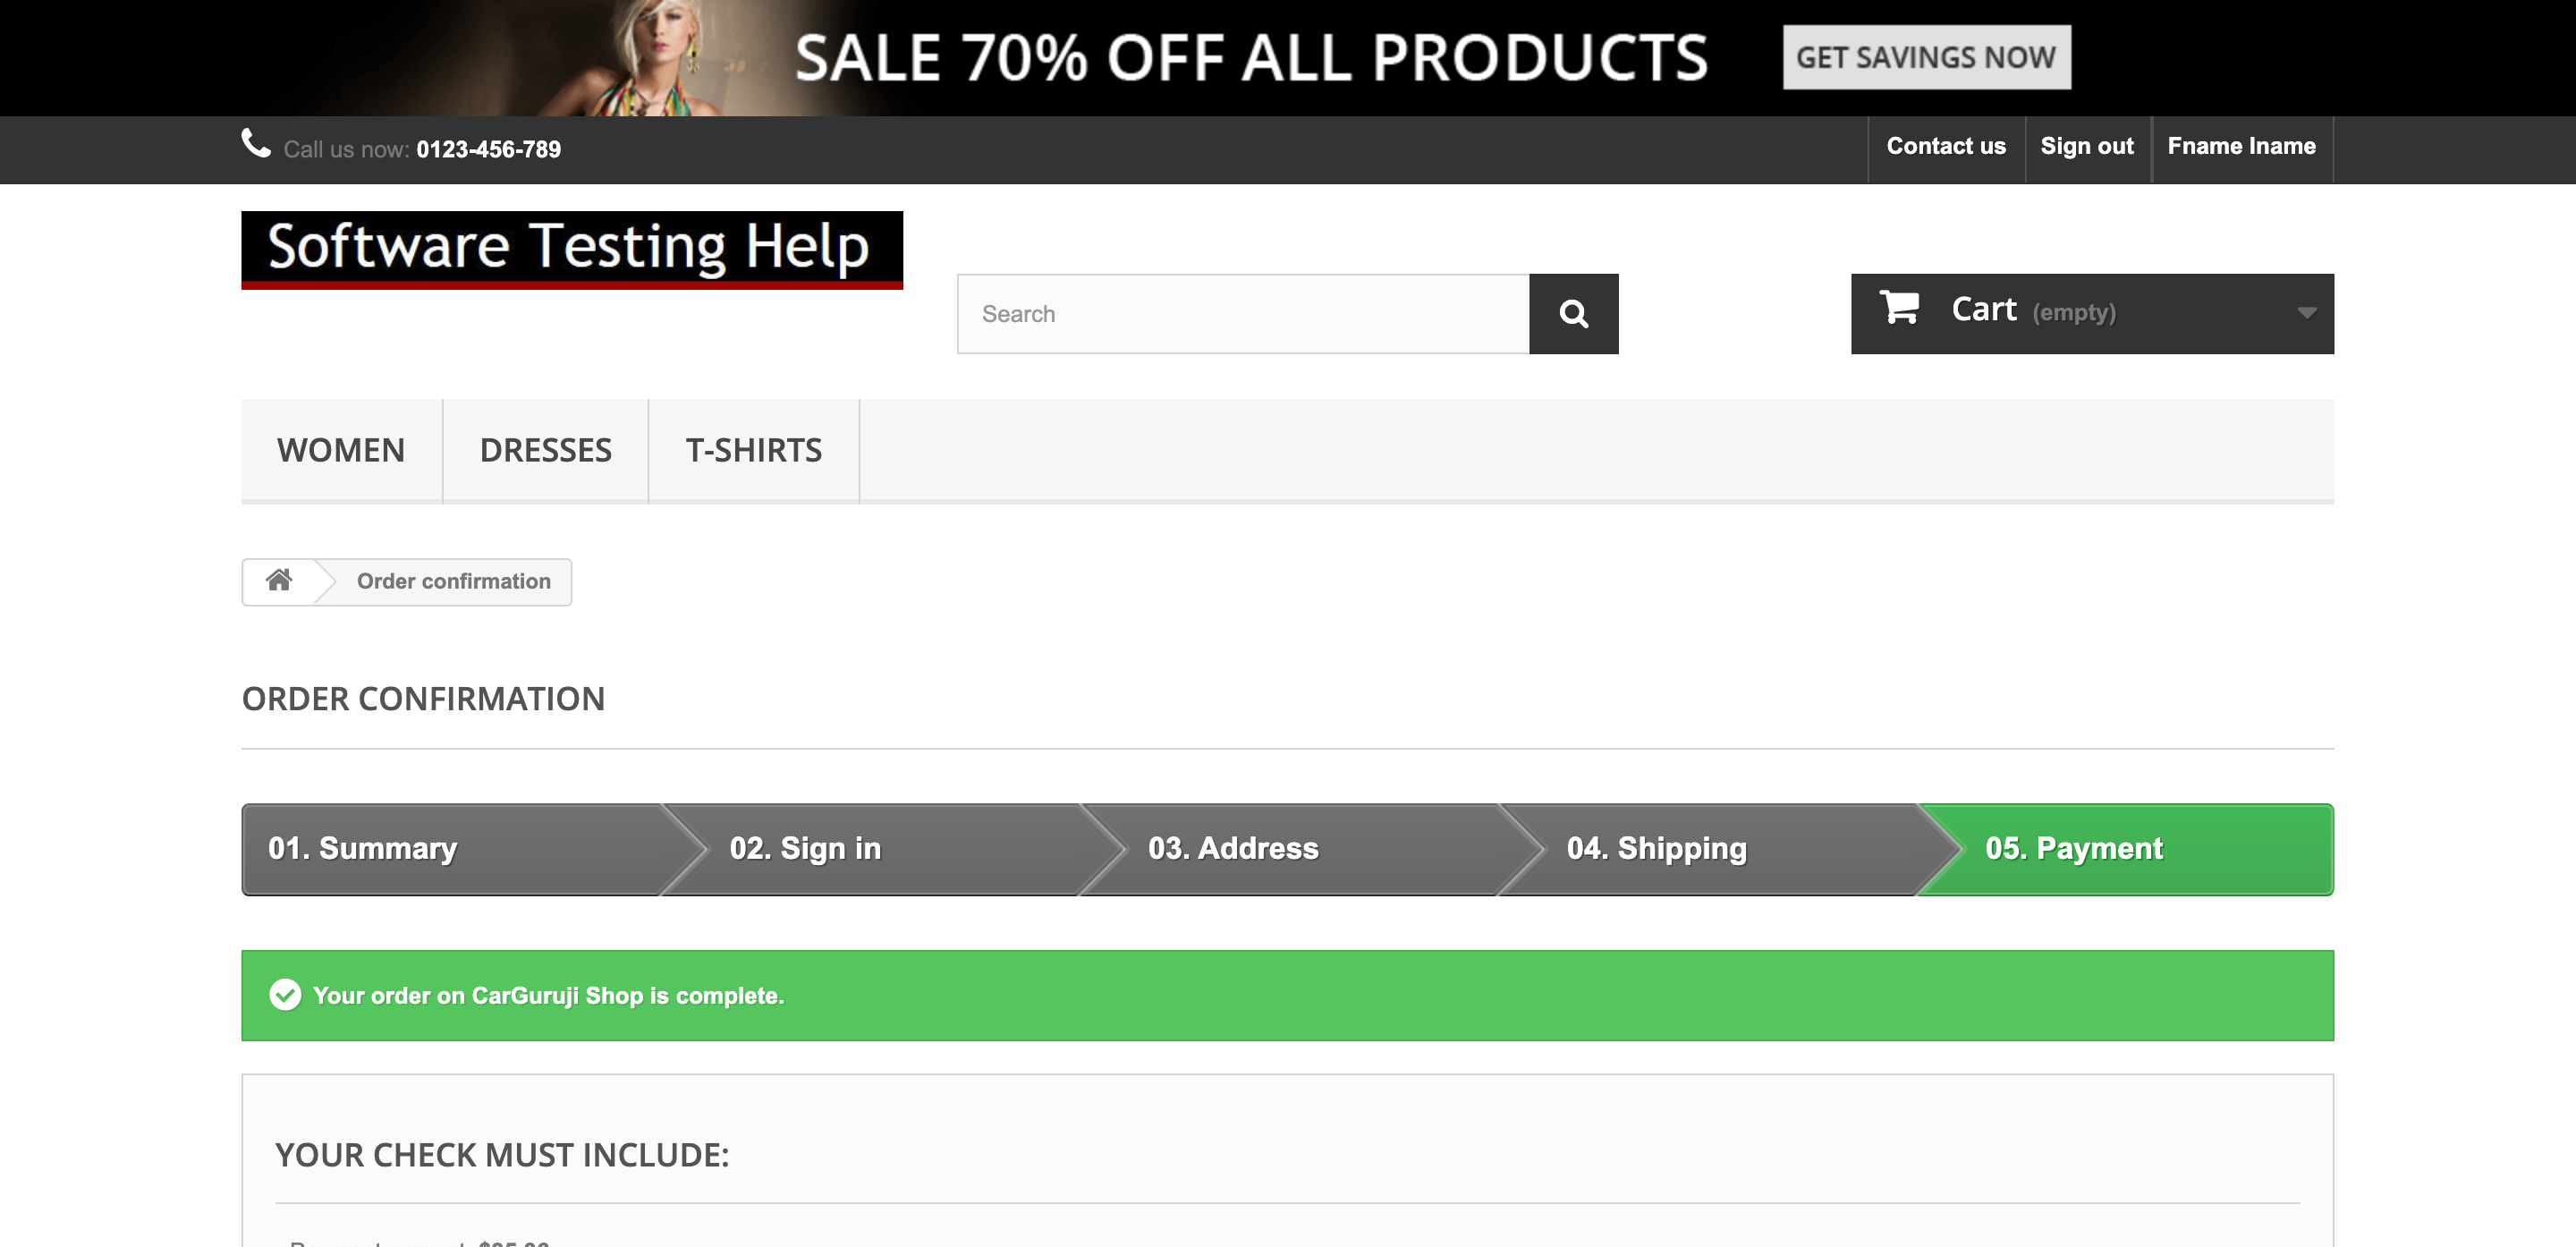 SALE 70% OFF ALL PRODUCTS GET SAVINGS NOW
Call us now: 0123-456-789 Contact us Sign out Fname lname
Software Testing Help
Search Cart (empty)
WOMEN DRESSES T-SHIRTS
Order confirmation
ORDER CONFIRMATION
01. Summary 02. Sign in 03. Address 04. Shipping 05. Payment
Your order on CarGuruji Shop is complete.
YOUR CHECK MUST INCLUDE: